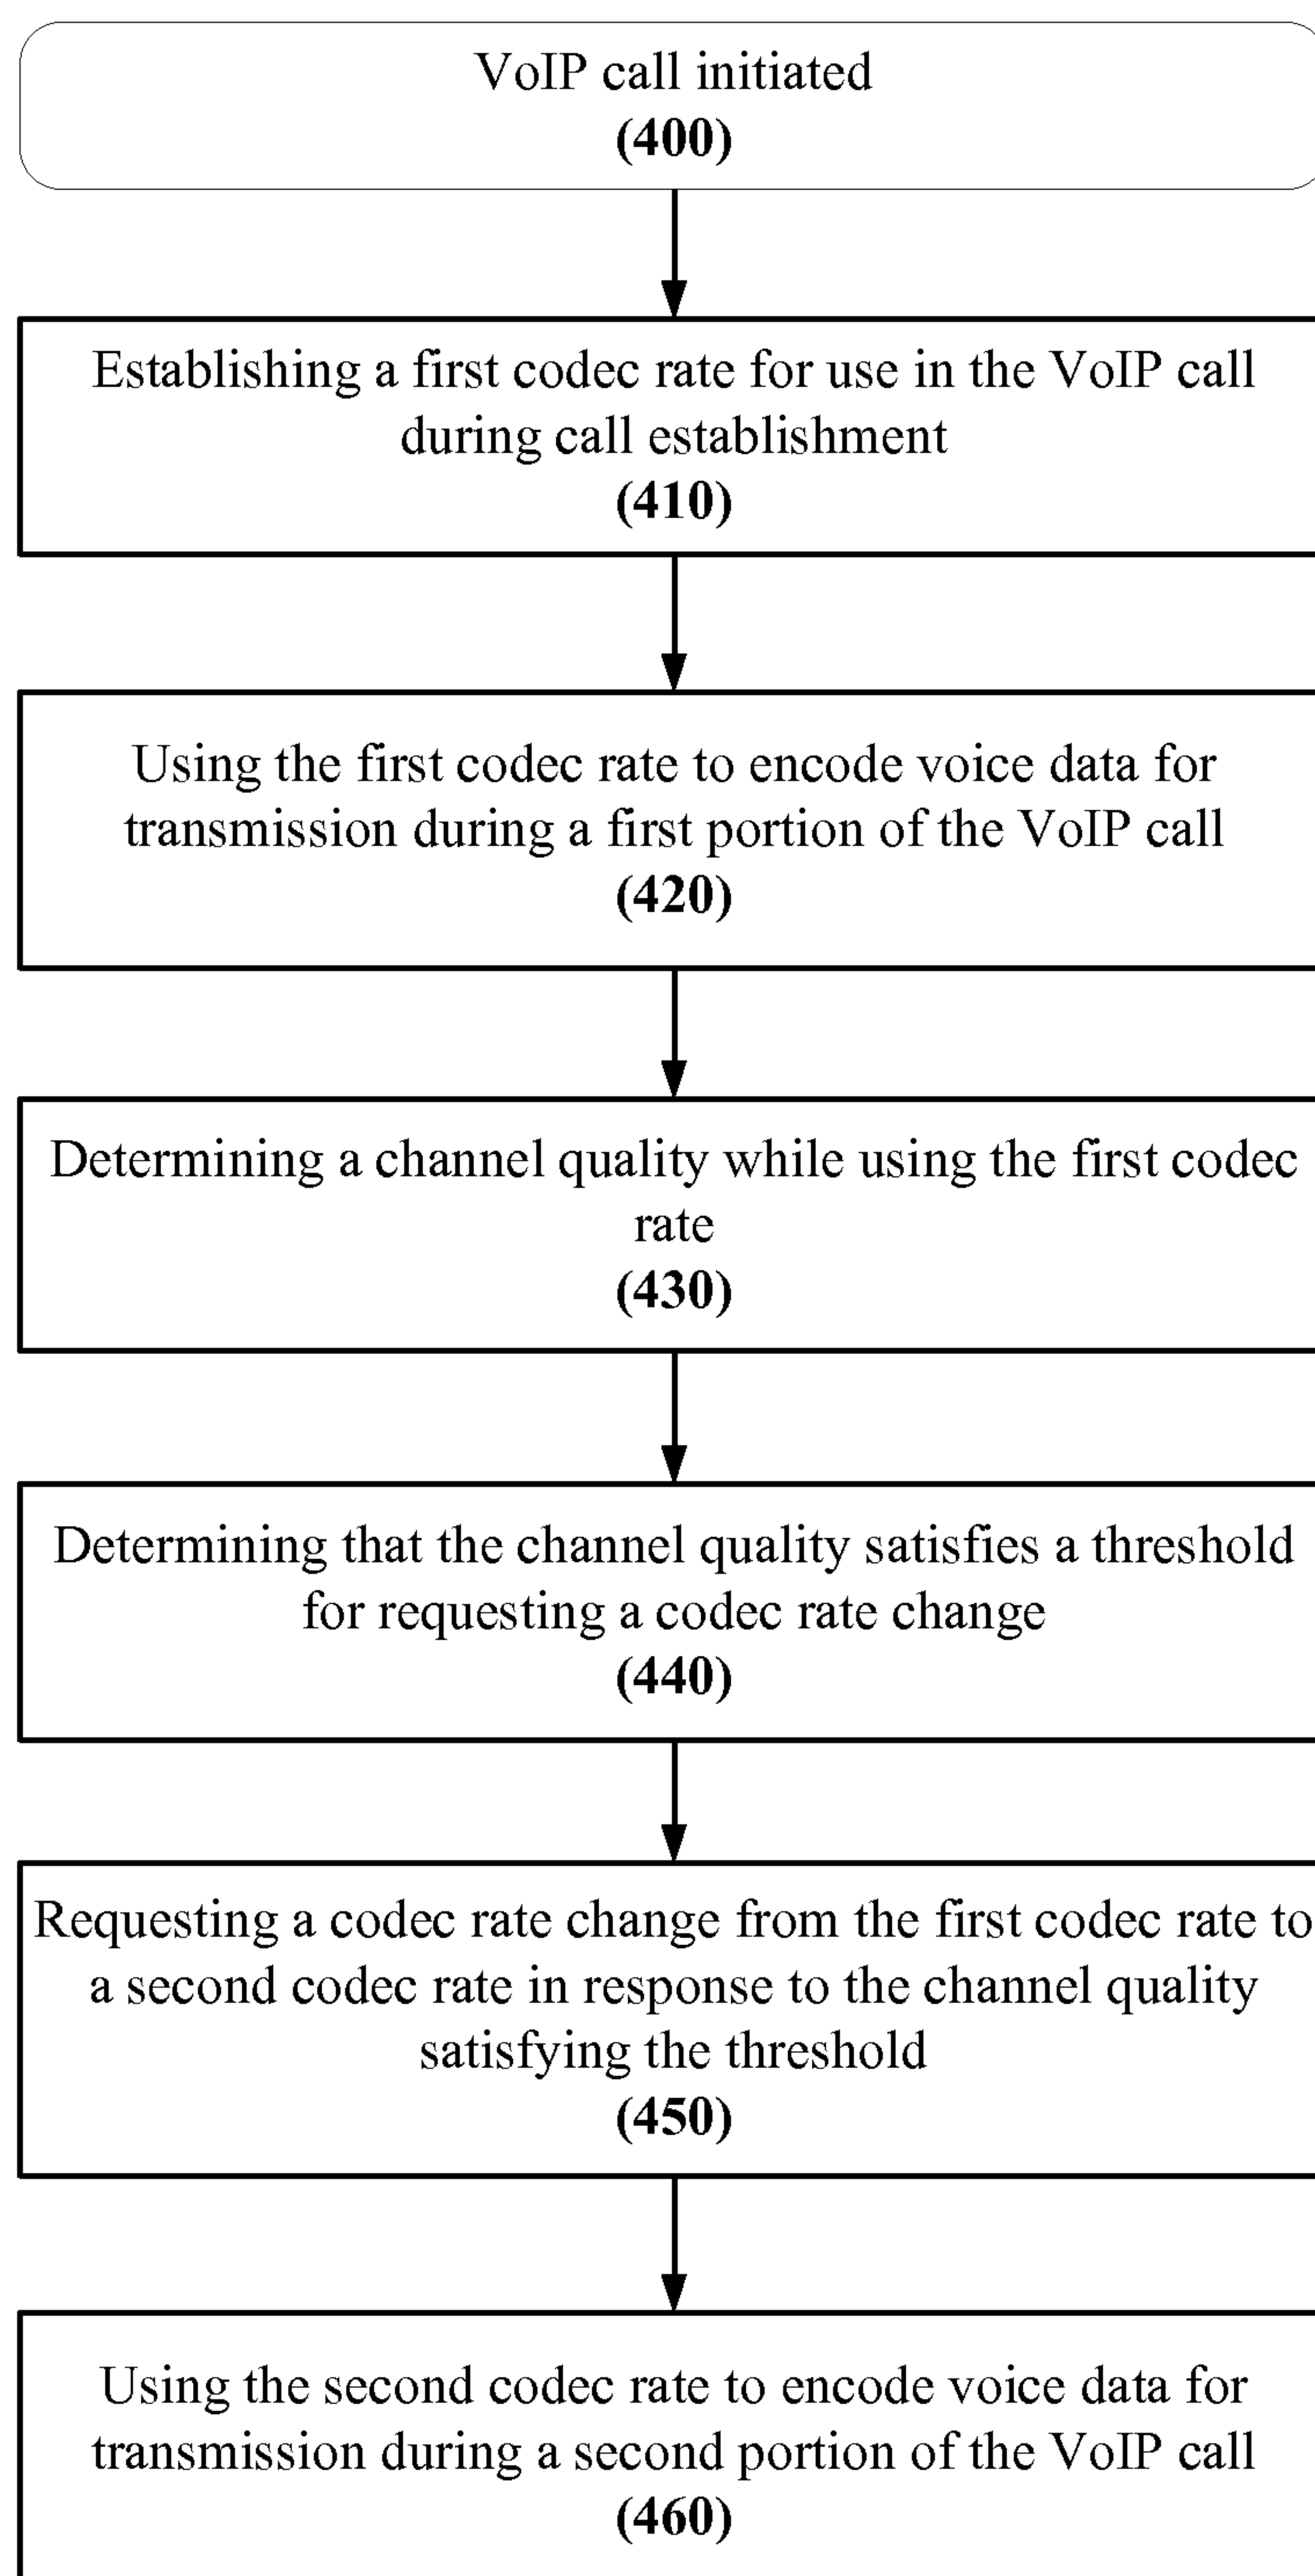 VoIP call initiated
(400)
Establishing a first codec rate for use in the VoIP call
during call establishment
(410)
Using the first codec rate to encode voice data for
transmission during a first portion of the VoIP call
(420)
Determining a channel quality while using the first codec
rate
(430)
Determining that the channel quality satisfies a threshold
for requesting a codec rate change
(440)
Requesting a codec rate change from the first codec rate to
a second codec rate in response to the channel quality
satisfying the threshold
(450)
Using the second codec rate to encode voice data for
transmission during a second portion of the VoIP call
(460)